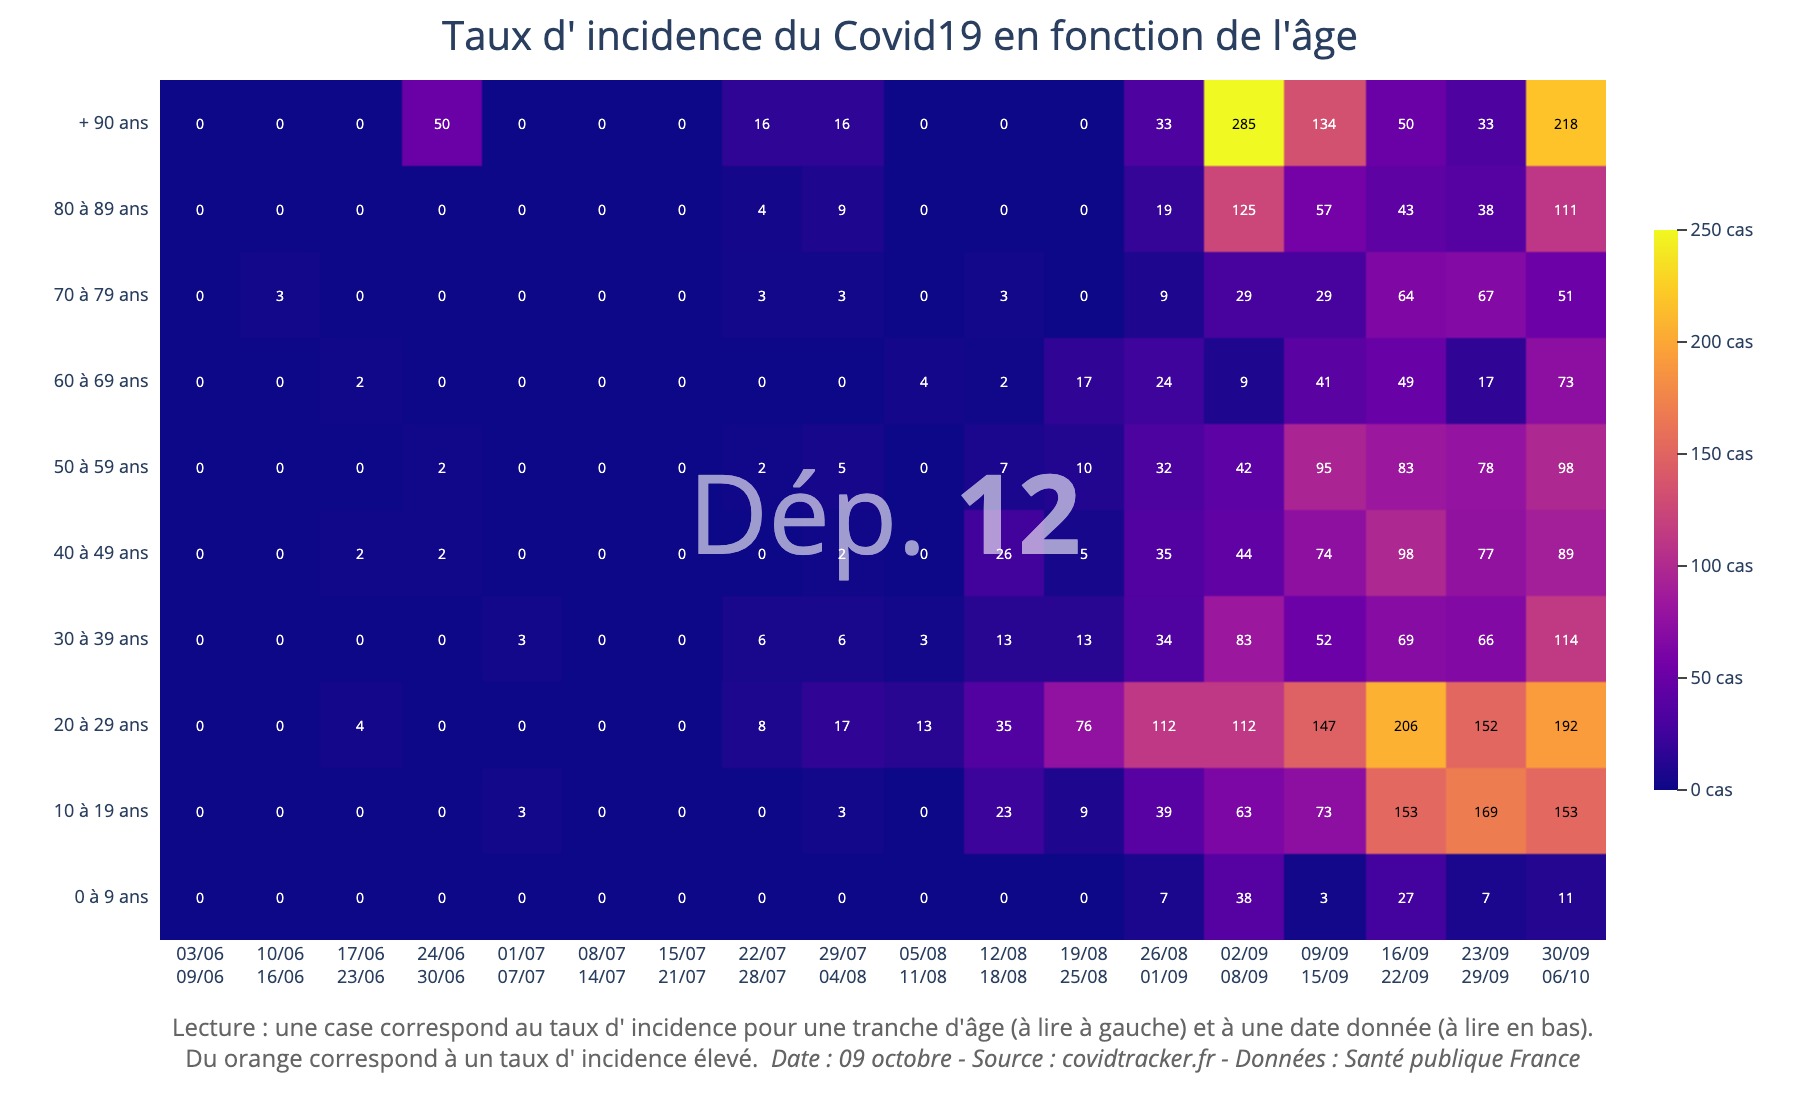 Taux d' incidence du Covid19 en fonction de l'âge
+ 90 ans 0 0 0 50 0 0 0 16 16 0 0 0 33 285 134 50 33 218
80 à 89 ans 0 0 0 0 0 0 0 4 9 0 0 0 19 125 57 43 38 111
250 cas
70 à 79 ans 0 3 0 0 0 0 0 3 3 0 3 0 9 29 29 64 67 51
200 cas
60 à 69 ans 0 0 2 0 0 0 0 0 0 4 2 17 24 9 41 49 17 73
150 cas
50 à 59 ans 0 0 0 2 0 0 0 2 5 0 7 10 32 42 95 83 78 98
Dép. 12
40 à 49 ans 0 0 2 2 0 0 0 0 2 0 26 5 35 44 74 98 77 89
100 cas
30 à 39 ans 0 0 0 0 3 0 0 6 6 3 13 13 34 83 52 69 66 114
50 cas
20 à 29 ans 0 0 4 0 0 0 0 8 17 13 35 76 112 112 147 206 152 192
0 cas
10 à 19 ans 0 0 0 0 3 0 0 0 3 0 23 9 39 63 73 153 169 153
0 à 9 ans 0 0 0 0 0 0 0 0 0 0 0 0 7 38 3 27 7 11
03/06 10/06 17/06 24/06 01/07 08/07 15/07 22/07 29/07 05/08 12/08 19/08 26/08 02/09 09/09 16/09 23/09 30/09
09/06 16/06 23/06 30/06 07/07 14/07 21/07 28/07 04/08 11/08 18/08 25/08 01/09 08/09 15/09 22/09 29/09 06/10
Lecture : une case correspond au taux d' incidence pour une tranche d'âge (à lire à gauche) et à une date donnée (à lire en bas).
Du orange correspond à un taux d' incidence élevé. Date : 09 octobre - Source : covidtracker.fr - Données : Santé publique France